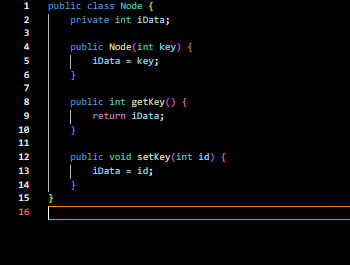 1 public class Node {
2     private int iData;
3
4     public Node(int key) {
5         iData = key;
6     }
7
8     public int getKey() {
9         return iData;
10     }
11
12     public void setKey(int id) {
13         iData = id;
14     }
15 }
16